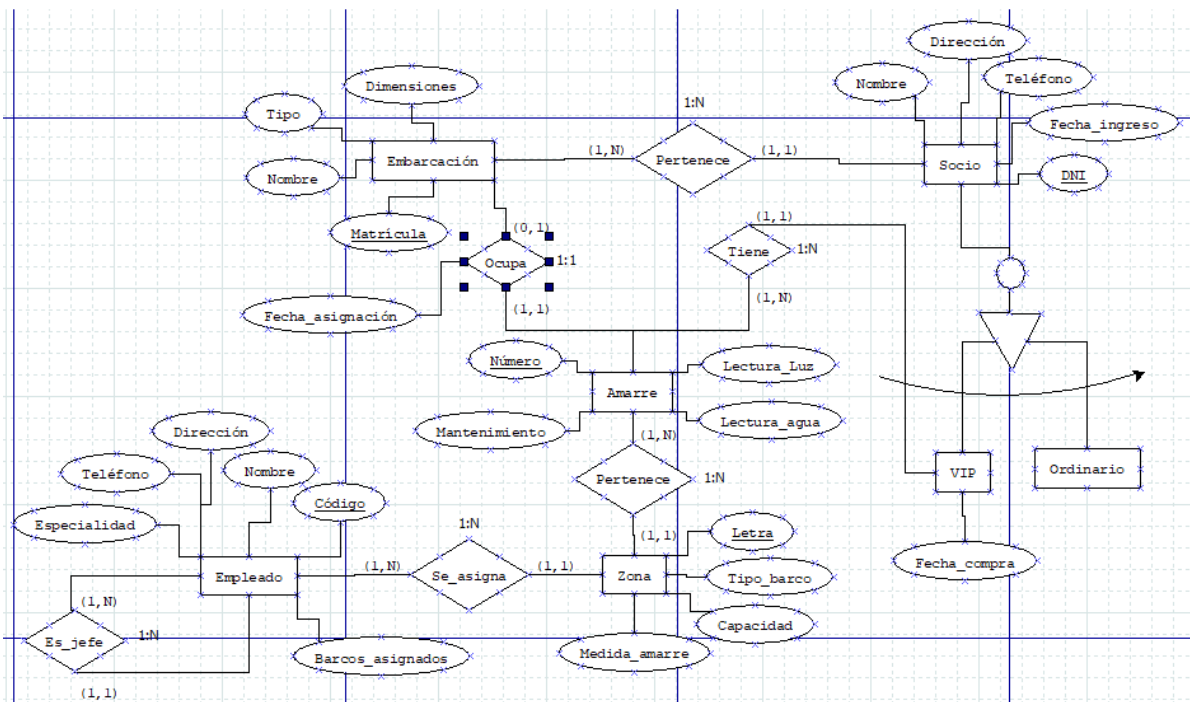 Dirección
Nombre
Teléfono
Dimensiones
1:N
Tipo
Fecha_ingreso
Embarcación
(1,N)
Pertenece
(1,1)
Socio
Nombre
DNI
Matrícula
(0,1)
(1,1)
Ocupa
1:1
Tiene
1:N
(1,1)
(1,N)
Fecha_asignación
Número
Lectura_Luz
Amarre
Mantenimiento
Lectura_agua
(1,N)
Dirección
Teléfono
Nombre
Pertenece
1:N
VIP
Ordinario
Código
Especialidad
1:N
(1,1)
Letra
Empleado
(1,N)
Se_asigna
(1,1)
Zona
Tipo_barco
Fecha_compra
(1,N)
Es_jefe
1:N
Capacidad
Barcos_asignados
Medida_amarre
(1,1)